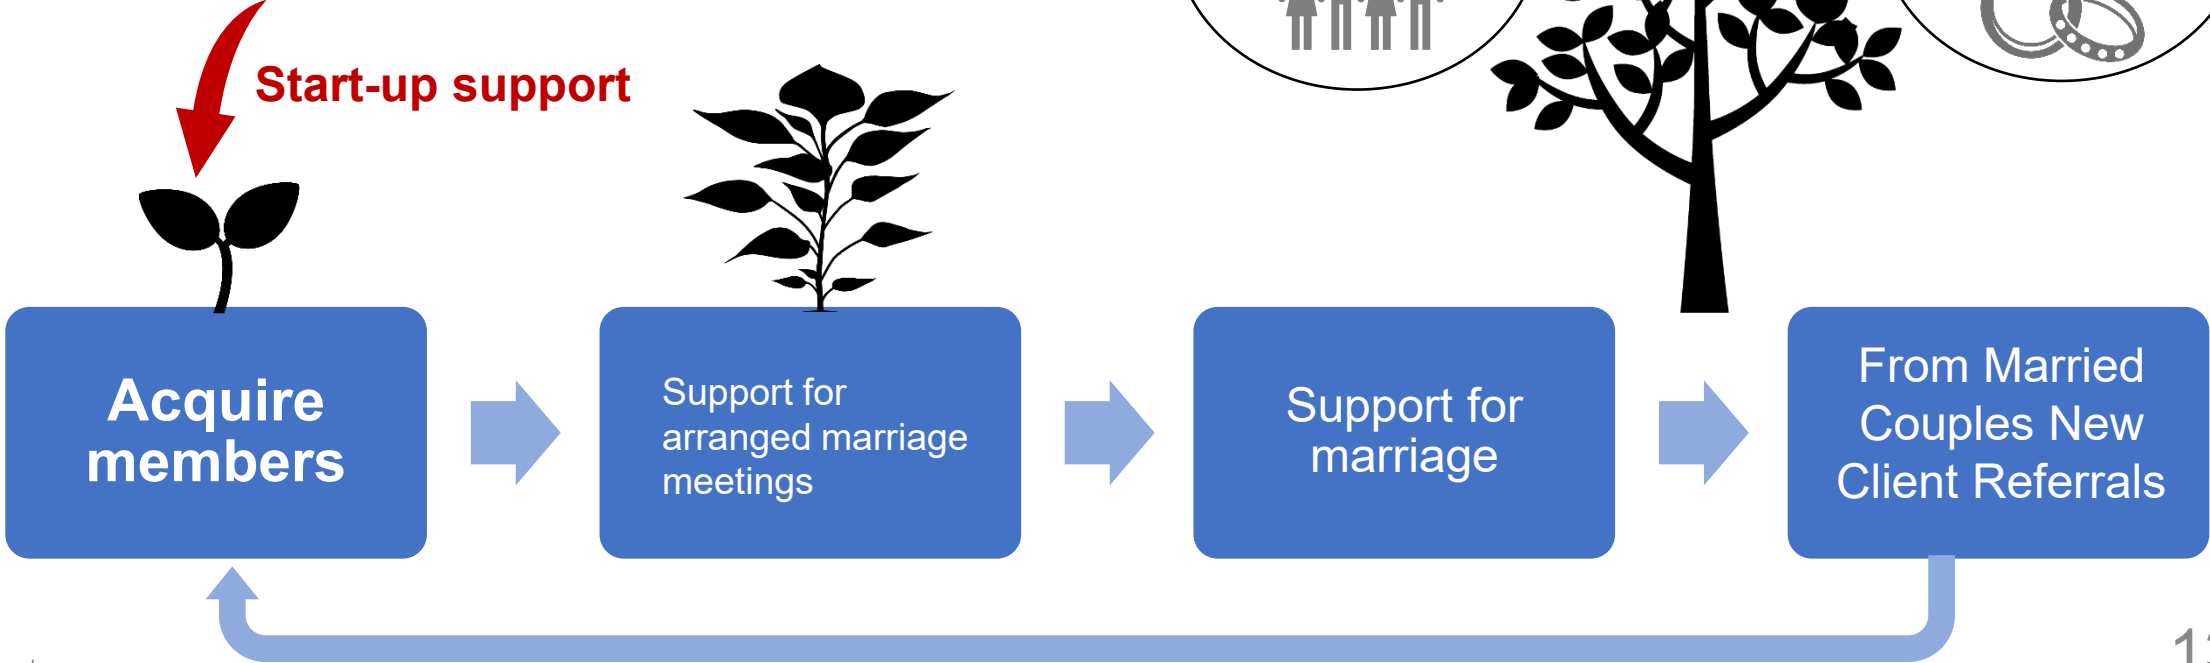 Start-up support
Acquire
members
Support for
arranged marriage
meetings
Support for
marriage
From Married
Couples New
Client Referrals